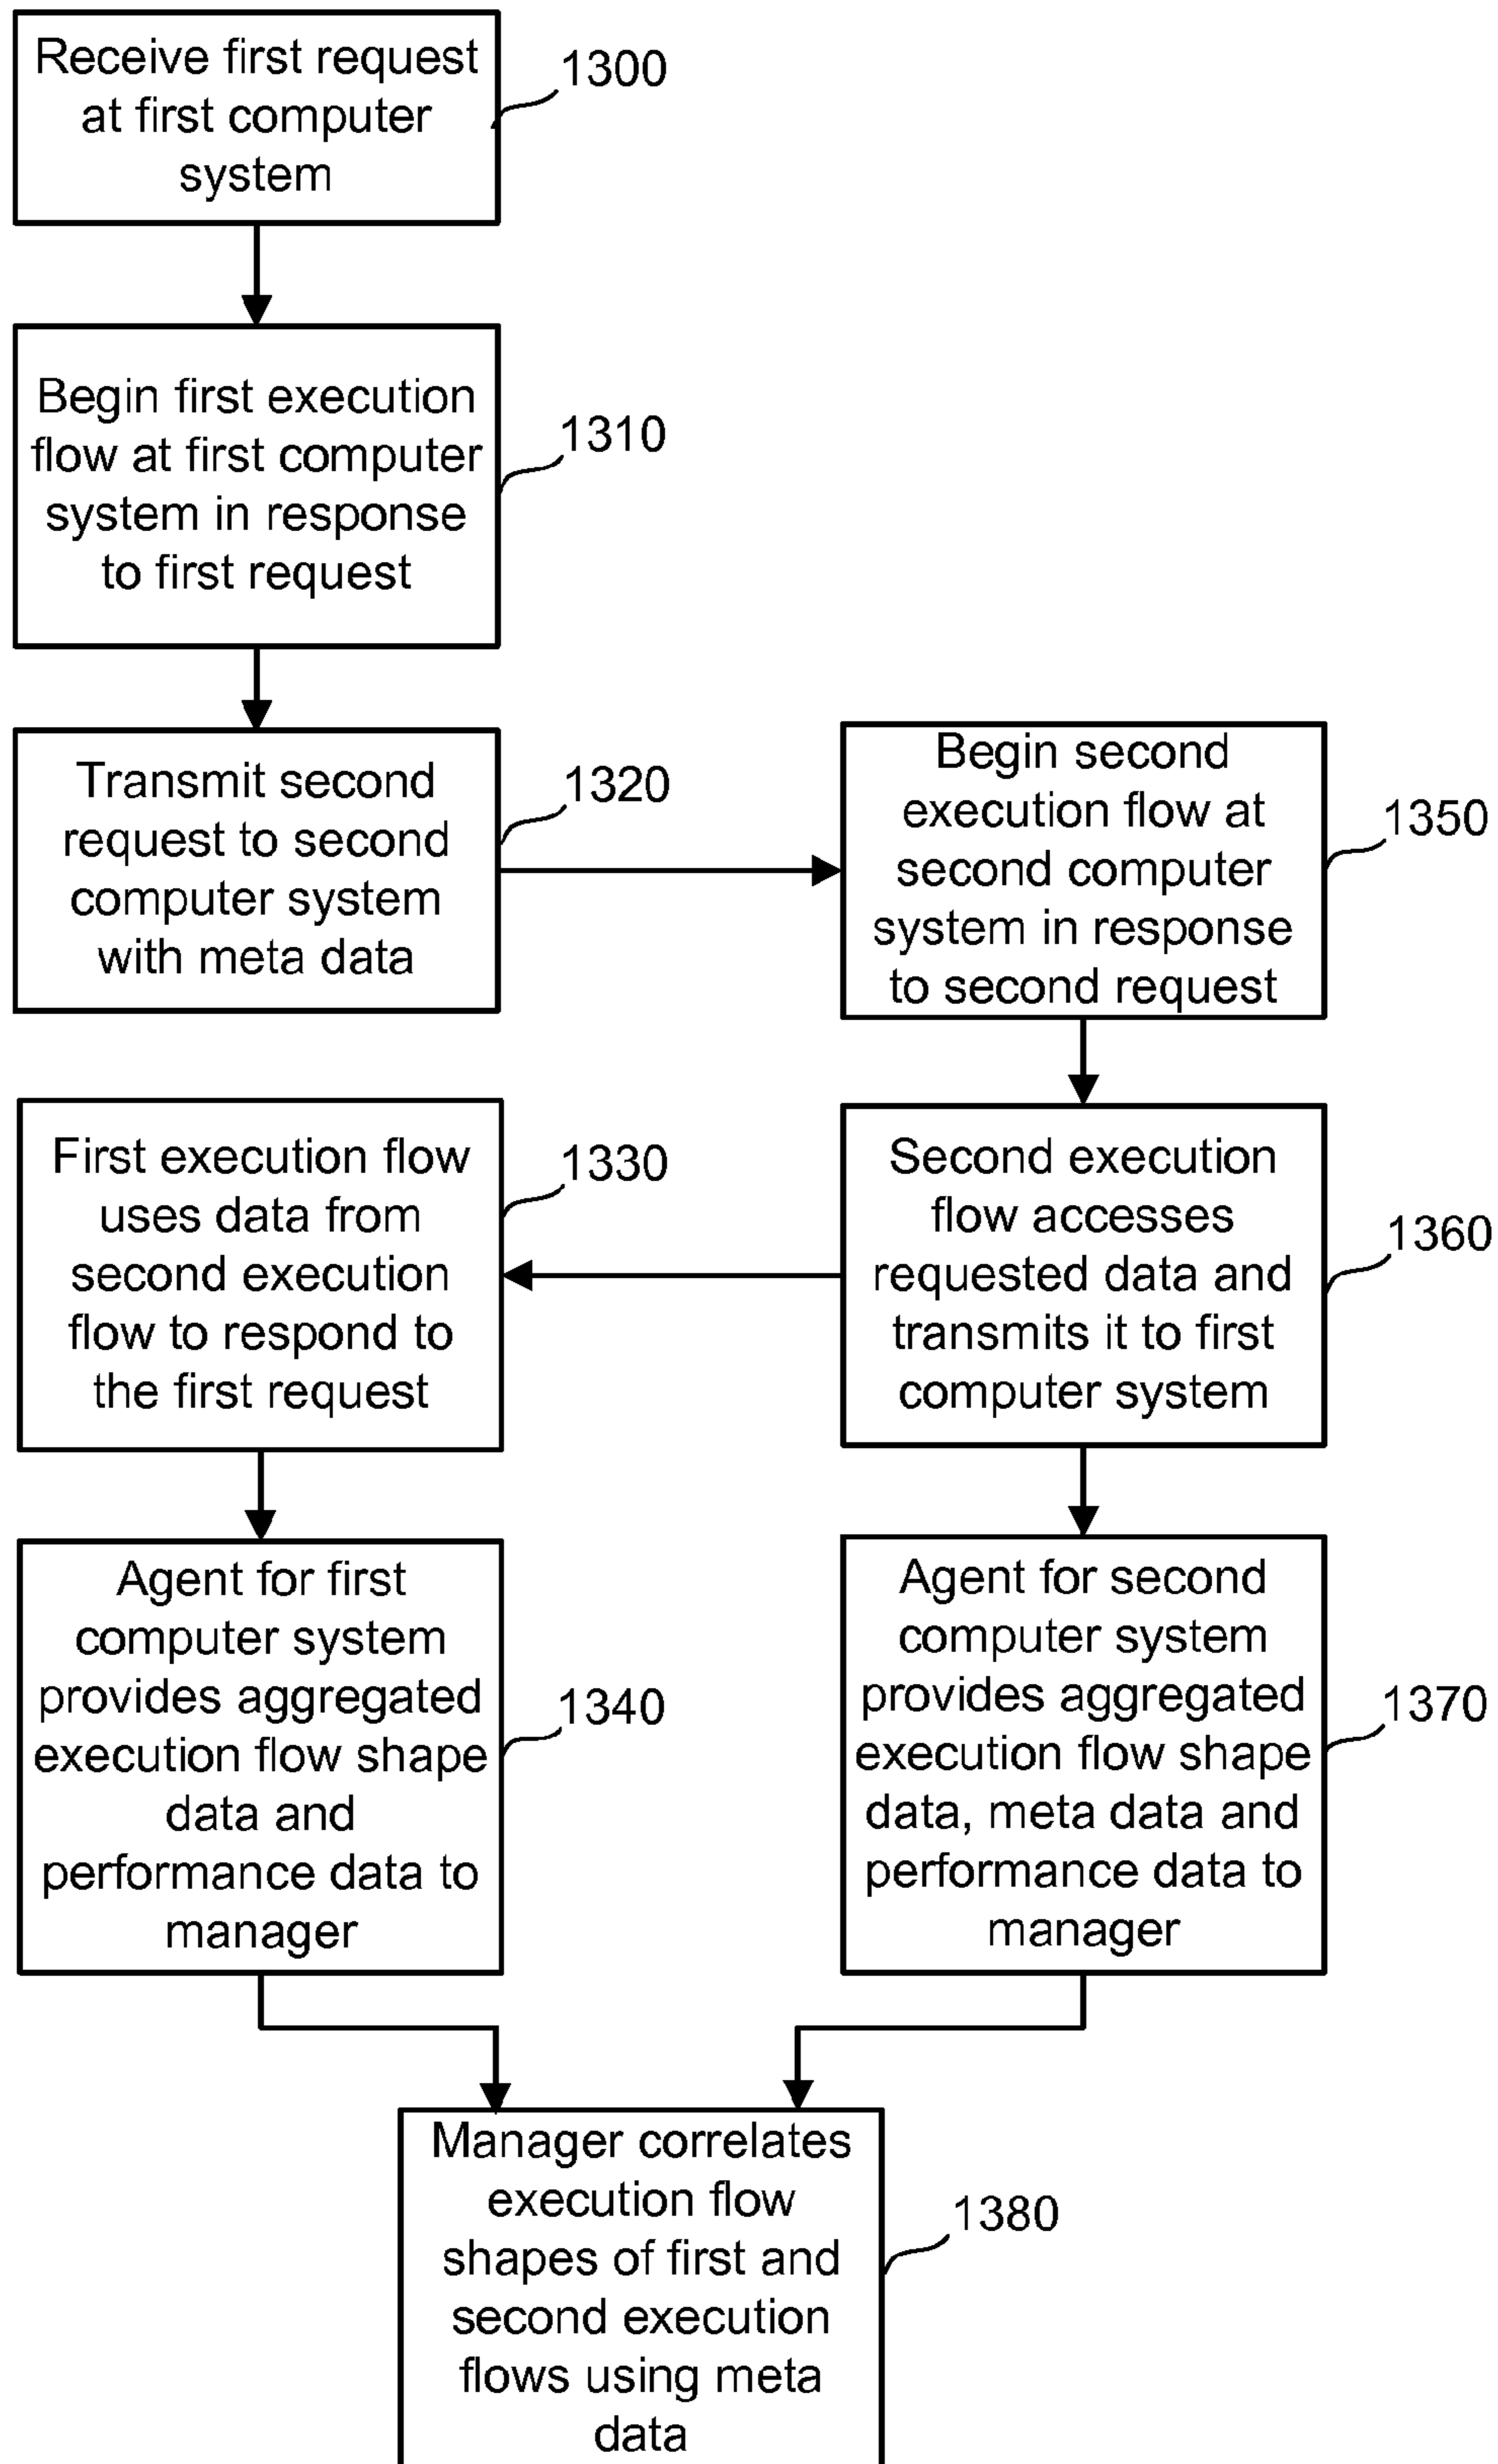 Receive first request
at first computer
system
1300
Begin first execution
flow at first computer
system in response
to first request
1310
Transmit second
request to second
computer system
with meta data
1320
Begin second
execution flow at
second computer
system in response
to second request
1350
First execution flow
uses data from
second execution
flow to respond to
the first request
1330
Second execution
flow accesses
requested data and
transmits it to first
computer system
1360
Agent for first
computer system
provides aggregated
execution flow shape
data and
performance data to
manager
1340
Agent for second
computer system
provides aggregated
execution flow shape
data, meta data and
performance data to
manager
1370
Manager correlates
execution flow
shapes of first and
second execution
flows using meta
data
1380